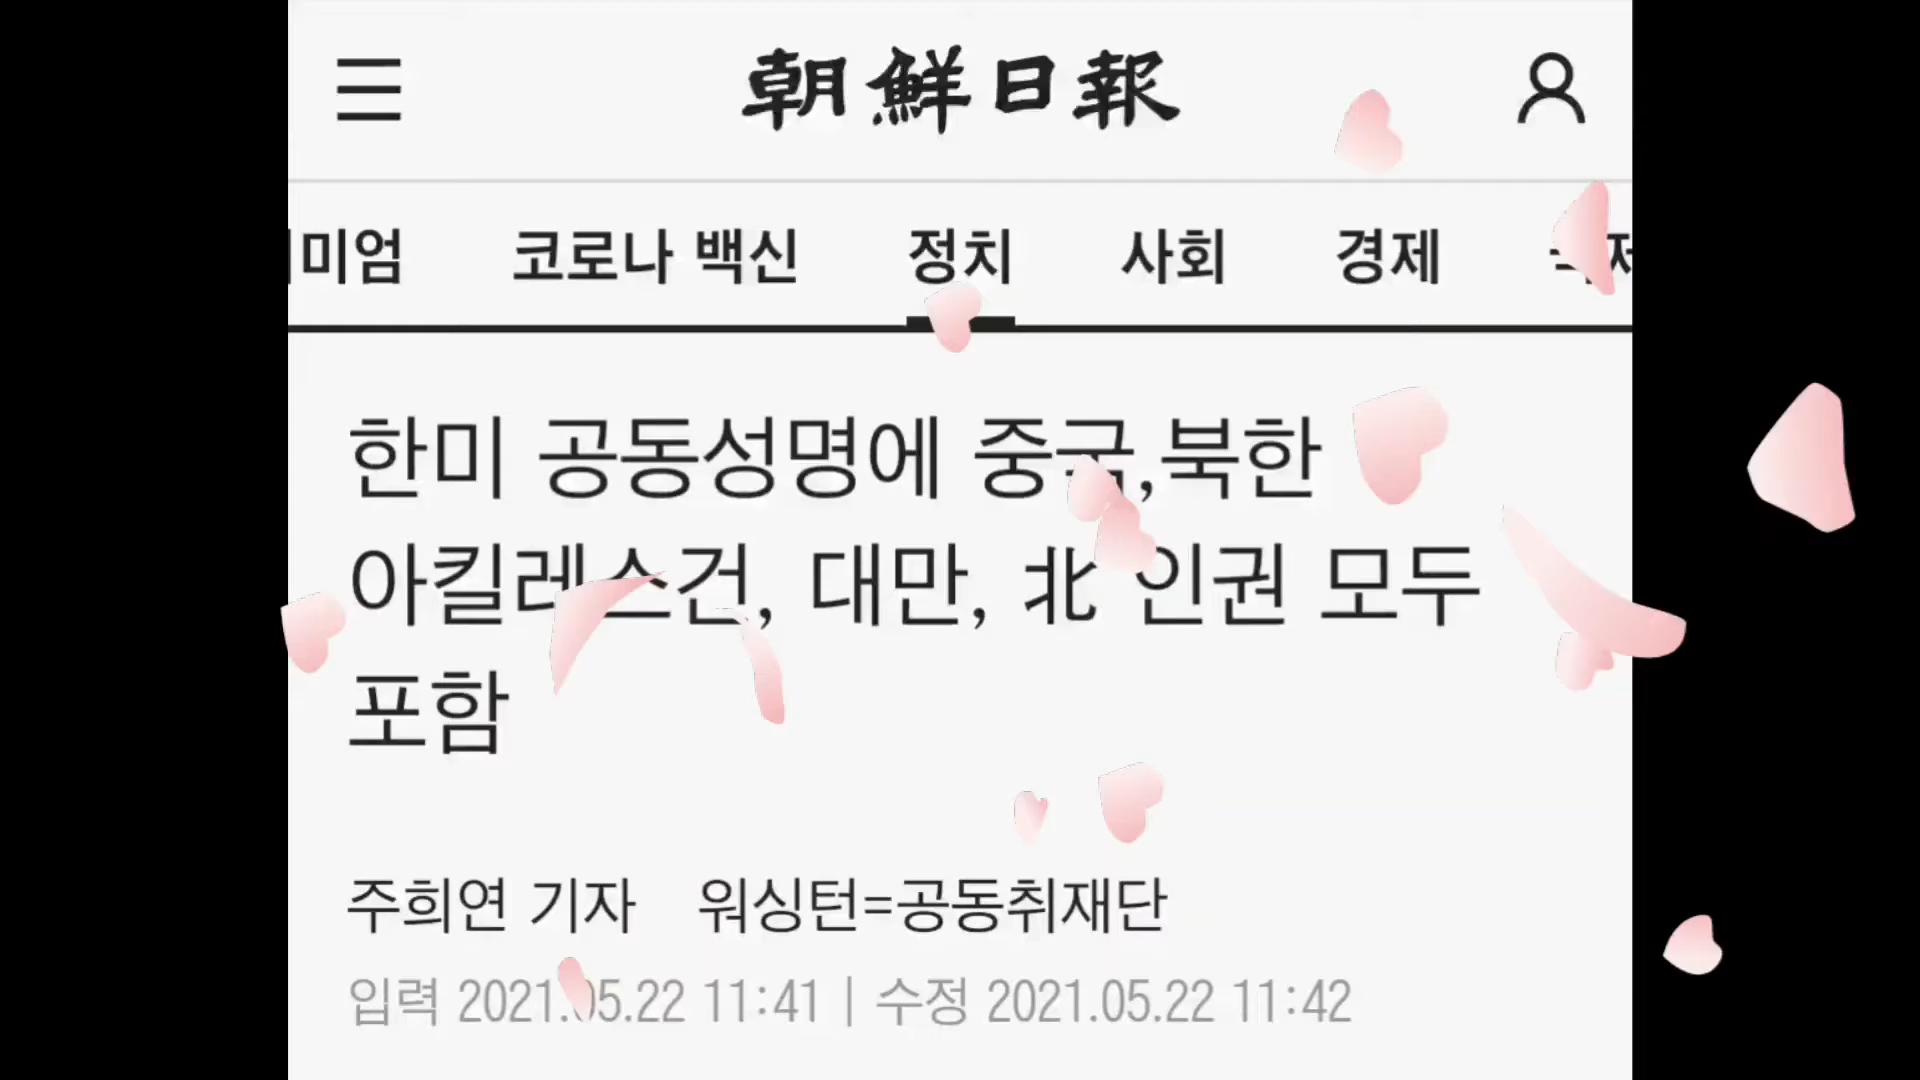 朝鮮日報
미엄 코로나 백신 정치 사회 경제
한미 공동성명에 중국,북한
아킬레스건, 대만, 北 인권 모두
포함
주희연 기자 워싱턴=공동취재단
입력 2021.05.22 11:41 | 수정 2021.05.22 11:42